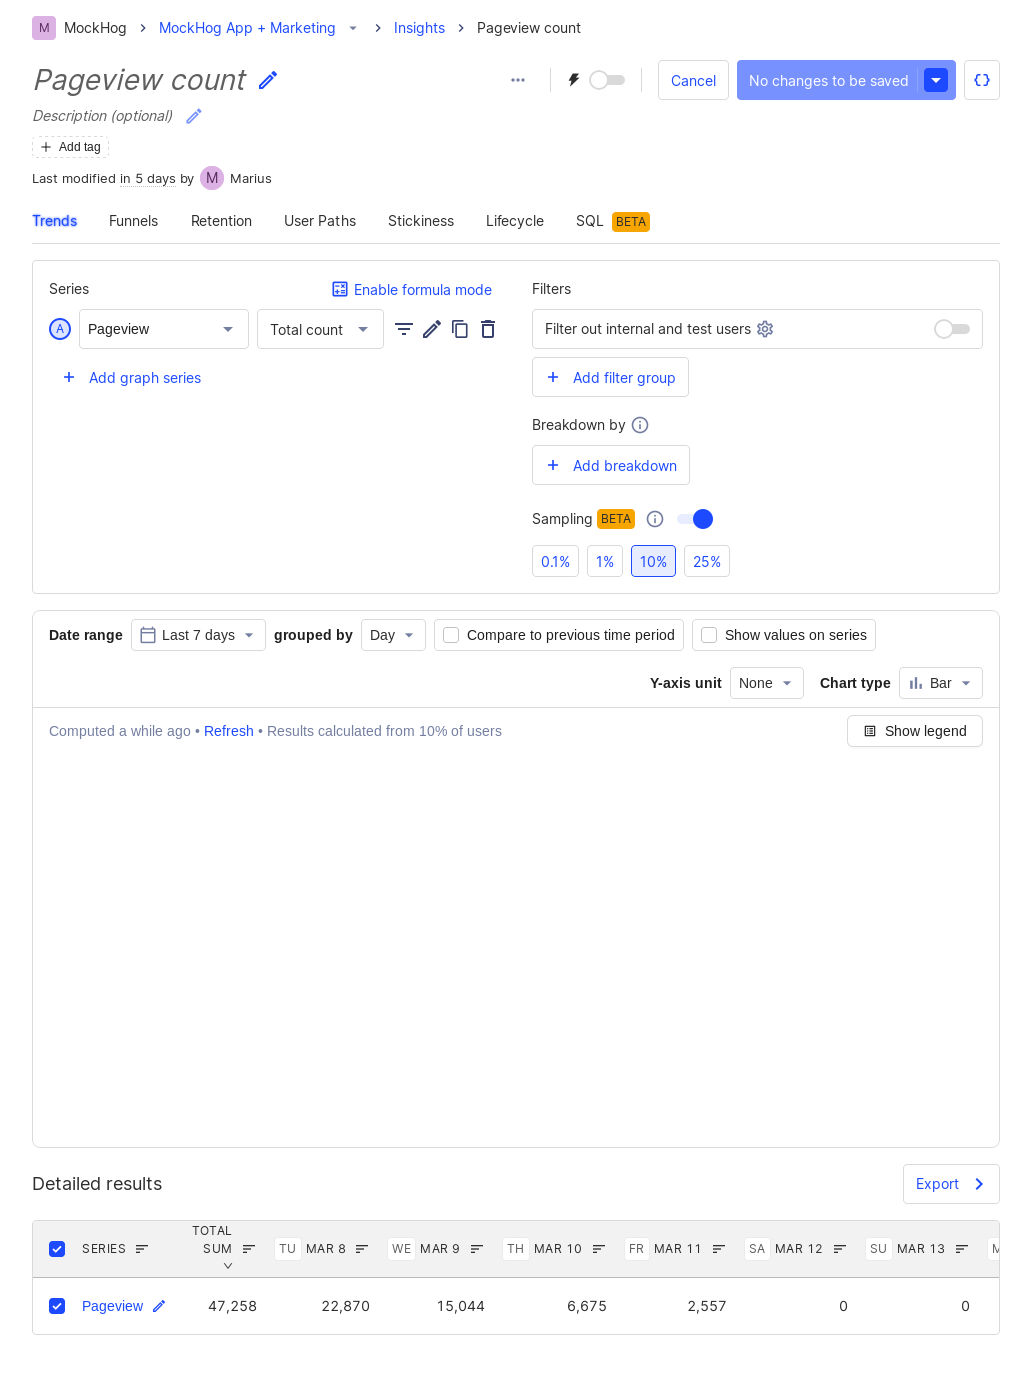 M MockHog MockHog App + Marketing Insights Pageview count
Pageview count
Cancel No changes to be saved
Description (optional)
Add tag
Last modified in 5 days by M Marius
Trends Funnels Retention User Paths Stickiness Lifecycle SQL BETA
Series Enable formula mode
A Pageview Total count
Add graph series
Filters
Filter out internal and test users
Add filter group
Breakdown by
Add breakdown
Sampling BETA
0.1% 1% 10% 25%
Date range Last 7 days grouped by Day Compare to previous time period Show values on series
Y-axis unit None Chart type Bar
Computed a while ago • Refresh • Results calculated from 10% of users Show legend
Detailed results Export
SERIES TOTAL SUM TU MAR 8 WE MAR 9 TH MAR 10 FR MAR 11 SA MAR 12 SU MAR 13
Pageview 47,258 22,870 15,044 6,675 2,557 0 0